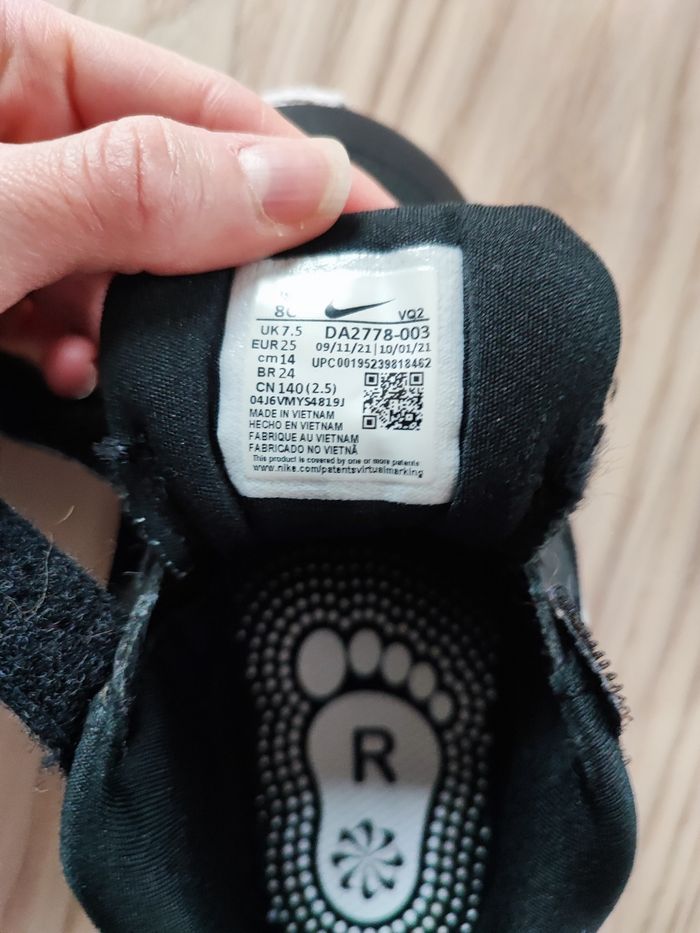 8C
VQ2
UK 7.5 DA2778-003
EUR 25 09/11/21 | 10/01/21
cm 14 UPC00195239818462
BR 24
CN 140 (2.5)
04J6VMYS4819J
MADE IN VIETNAM
HECHO EN VIETNAM
FABRIQUE AU VIETNAM
FABRICADO NO VIETNÃ
This product is covered by one or more patents
www.nike.com/patentsvirtualmarking
R